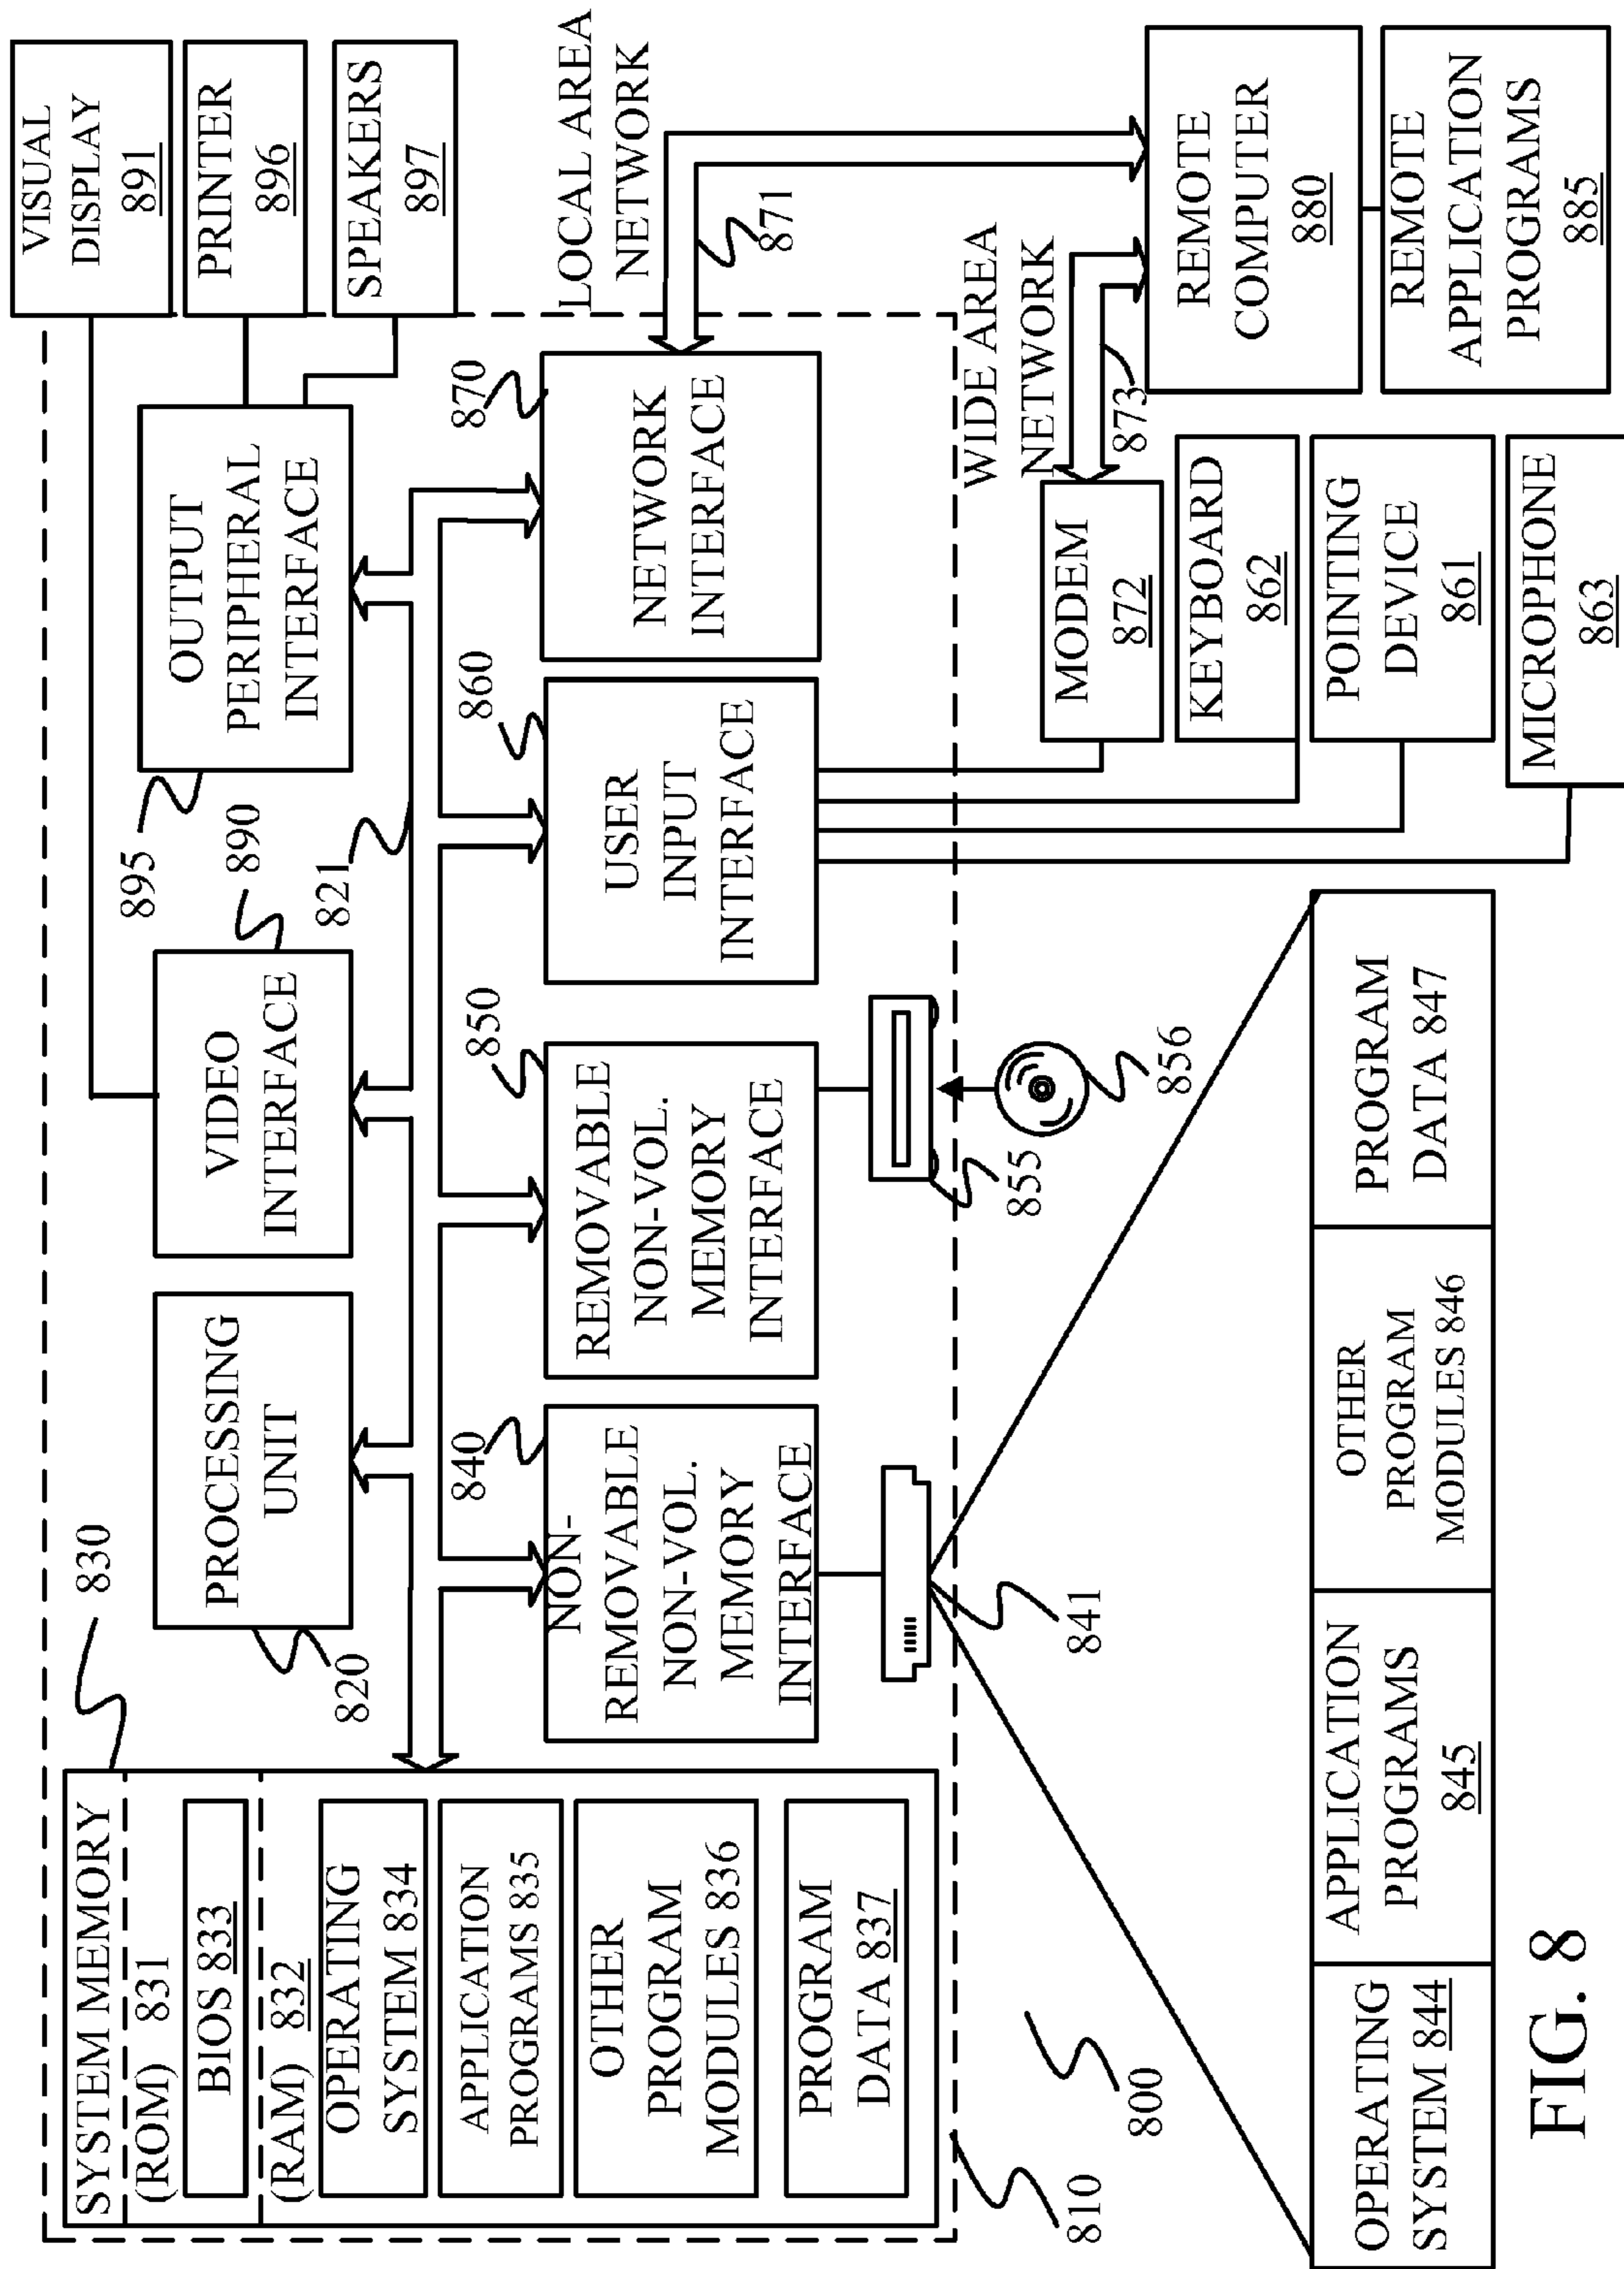 SYSTEM MEMORY
(ROM) 831
BIOS 833
(RAM) 832
OPERATING
SYSTEM 834
APPLICATION
PROGRAMS 835
OTHER
PROGRAM
MODULES 836
PROGRAM
DATA 837
830
820
PROCESSING
UNIT
VIDEO
INTERFACE
890
895
821
OUTPUT
PERIPHERAL
INTERFACE
VISUAL
DISPLAY
891
PRINTER
896
SPEAKERS
897
840
NON-
REMOVABLE
NON-VOL.
MEMORY
INTERFACE
850
REMOVABLE
NON-VOL.
MEMORY
INTERFACE
860
USER
INPUT
INTERFACE
870
NETWORK
INTERFACE
LOCAL AREA
NETWORK
871
810
800
841
855
856
WIDE AREA
NETWORK
873
MODEM
872
KEYBOARD
862
POINTING
DEVICE
861
MICROPHONE
863
REMOTE
COMPUTER
880
REMOTE
APPLICATION
PROGRAMS
885
OPERATING
SYSTEM 844
APPLICATION
PROGRAMS
845
OTHER
PROGRAM
MODULES 846
PROGRAM
DATA 847
FIG. 8